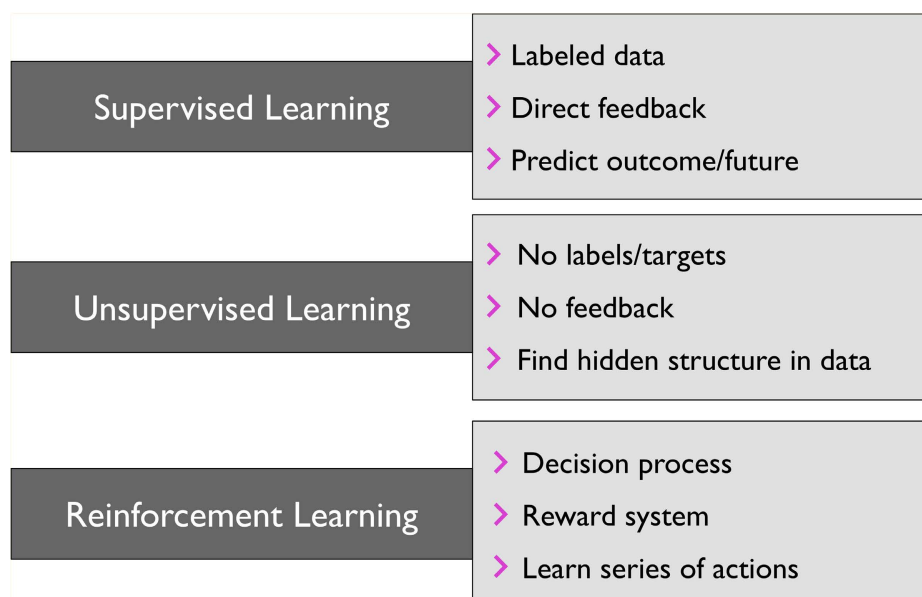 Supervised Learning
Labeled data
Direct feedback
Predict outcome/future
Unsupervised Learning
No labels/targets
No feedback
Find hidden structure in data
Reinforcement Learning
Decision process
Reward system
Learn series of actions